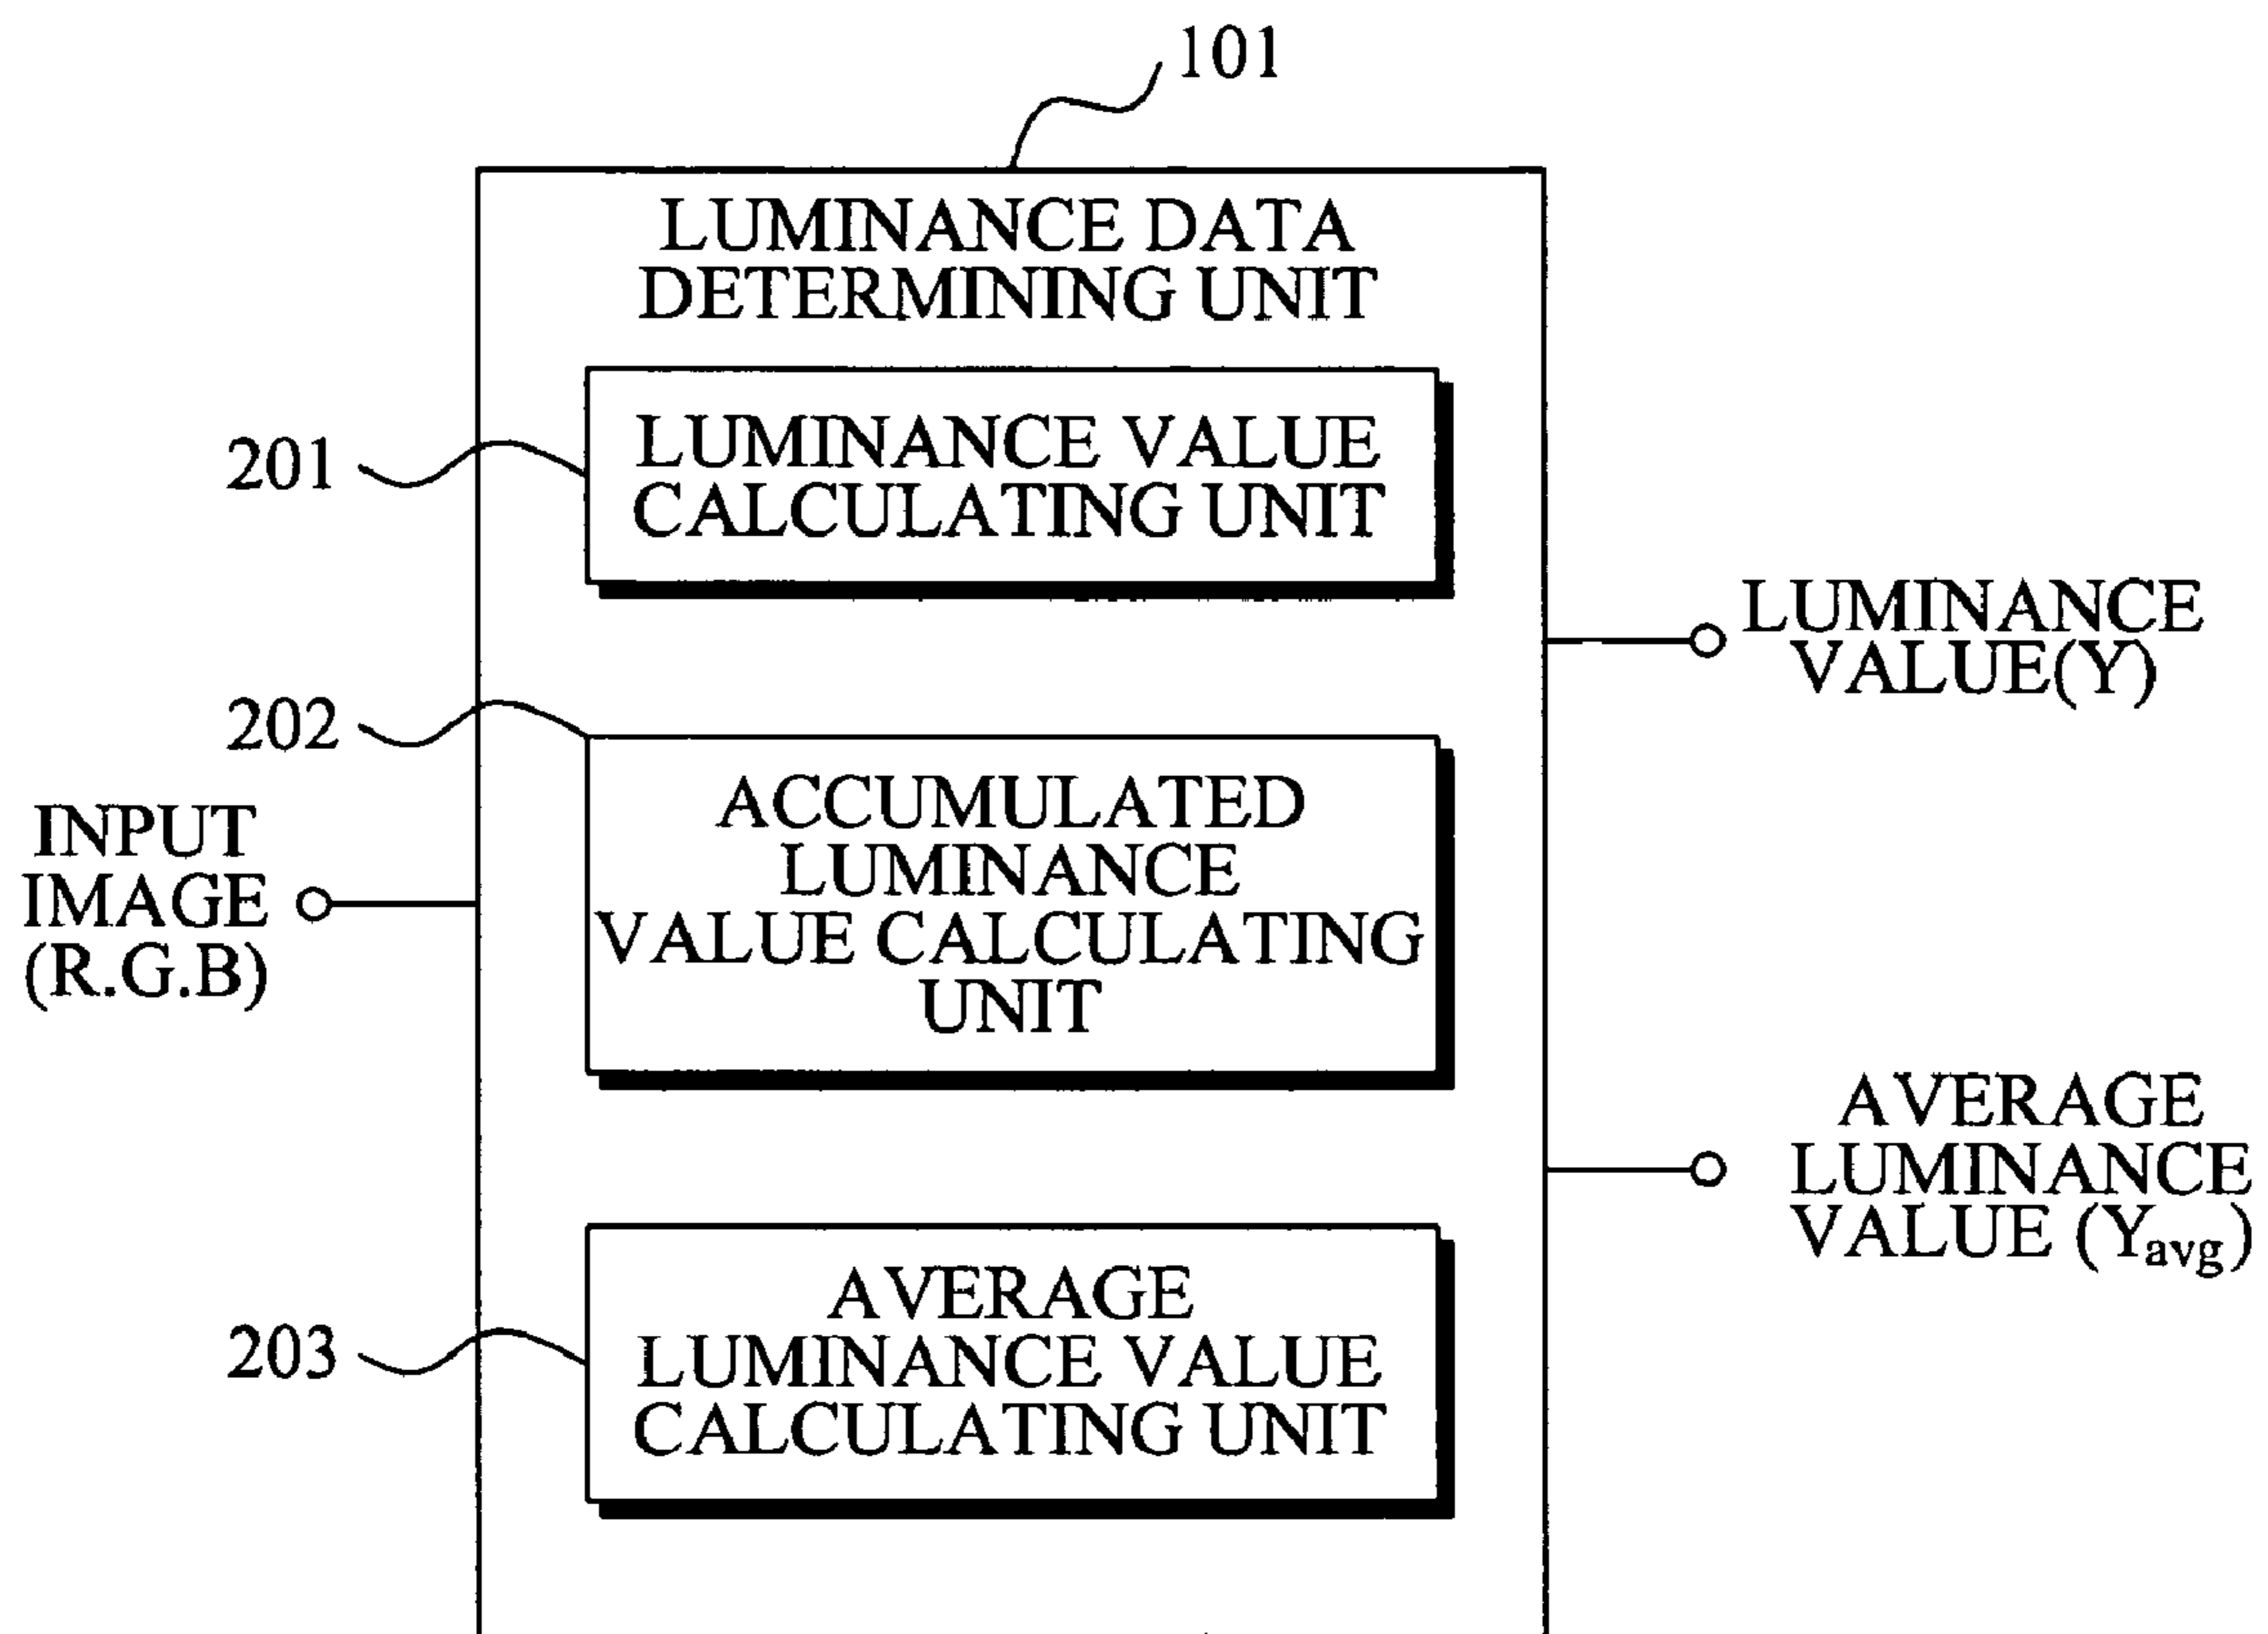 101
LUMINANCE DATA
DETERMINING UNIT
201
LUMINANCE VALUE
CALCULATING UNIT
LUMINANCE
VALUE(Y)
202
ACCUMULATED
LUMINANCE
VALUE CALCULATING
UNIT
INPUT
IMAGE
(R.G.B)
AVERAGE
LUMINANCE
VALUE (Yavg)
203
AVERAGE
LUMINANCE VALUE
CALCULATING UNIT